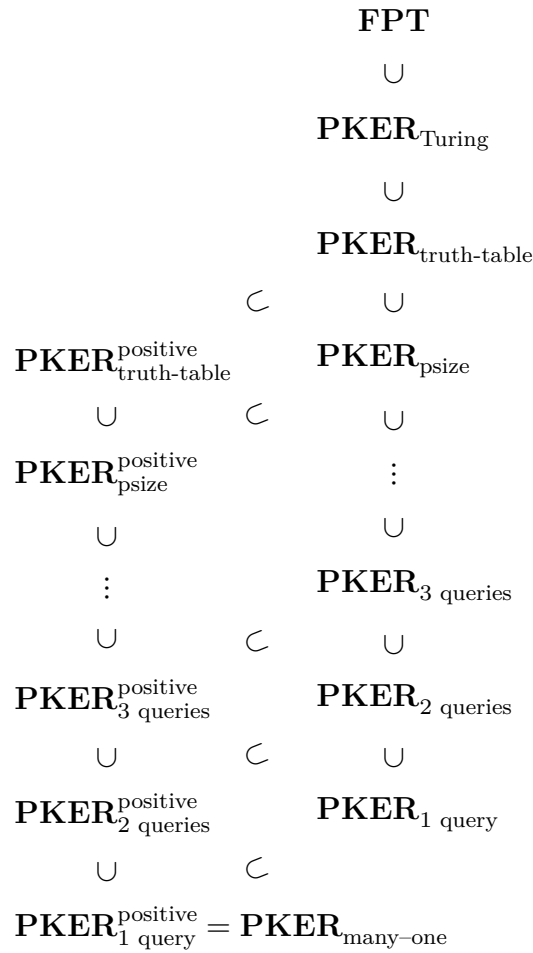 FPT
∪
PKER_Turing
∪
PKER_truth-table
⊂ ∪
PKER^positive_truth-table PKER_psize
∪ ⊂ ∪
PKER^positive_psize ⋮
∪ ∪
⋮ PKER_3 queries
∪ ⊂ ∪
PKER^positive_3 queries PKER_2 queries
∪ ⊂ ∪
PKER^positive_2 queries PKER_1 query
∪ ⊂
PKER^positive_1 query = PKER_many–one